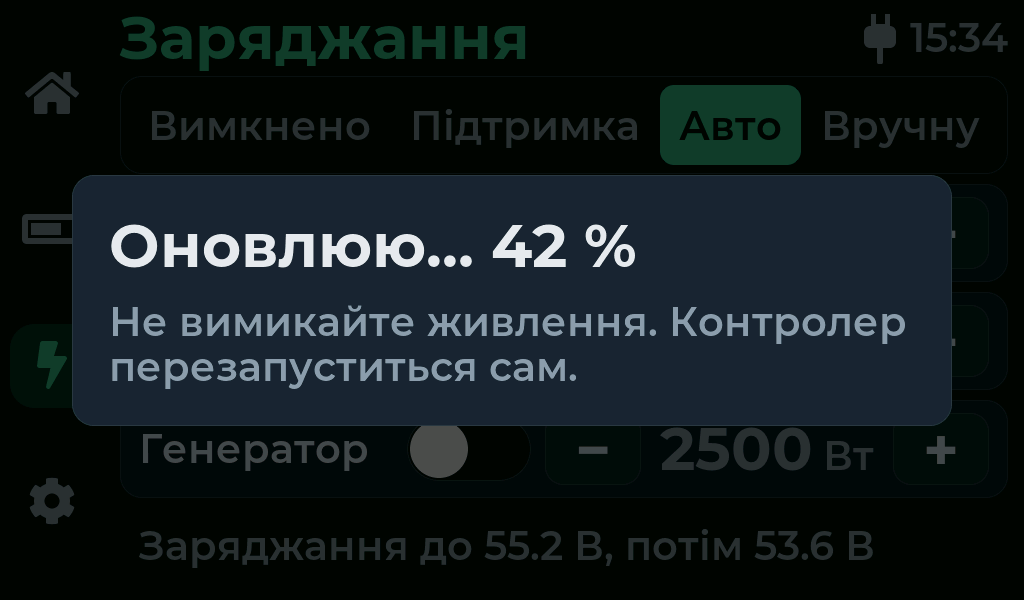 Заряджання
15:34
Вимкнено Підтримка Авто Вручну
Оновлюю... 42 %
Не вимикайте живлення. Контролер
перезапуститься сам.
Генератор − 2500 Вт +
Заряджання до 55.2 В, потім 53.6 В